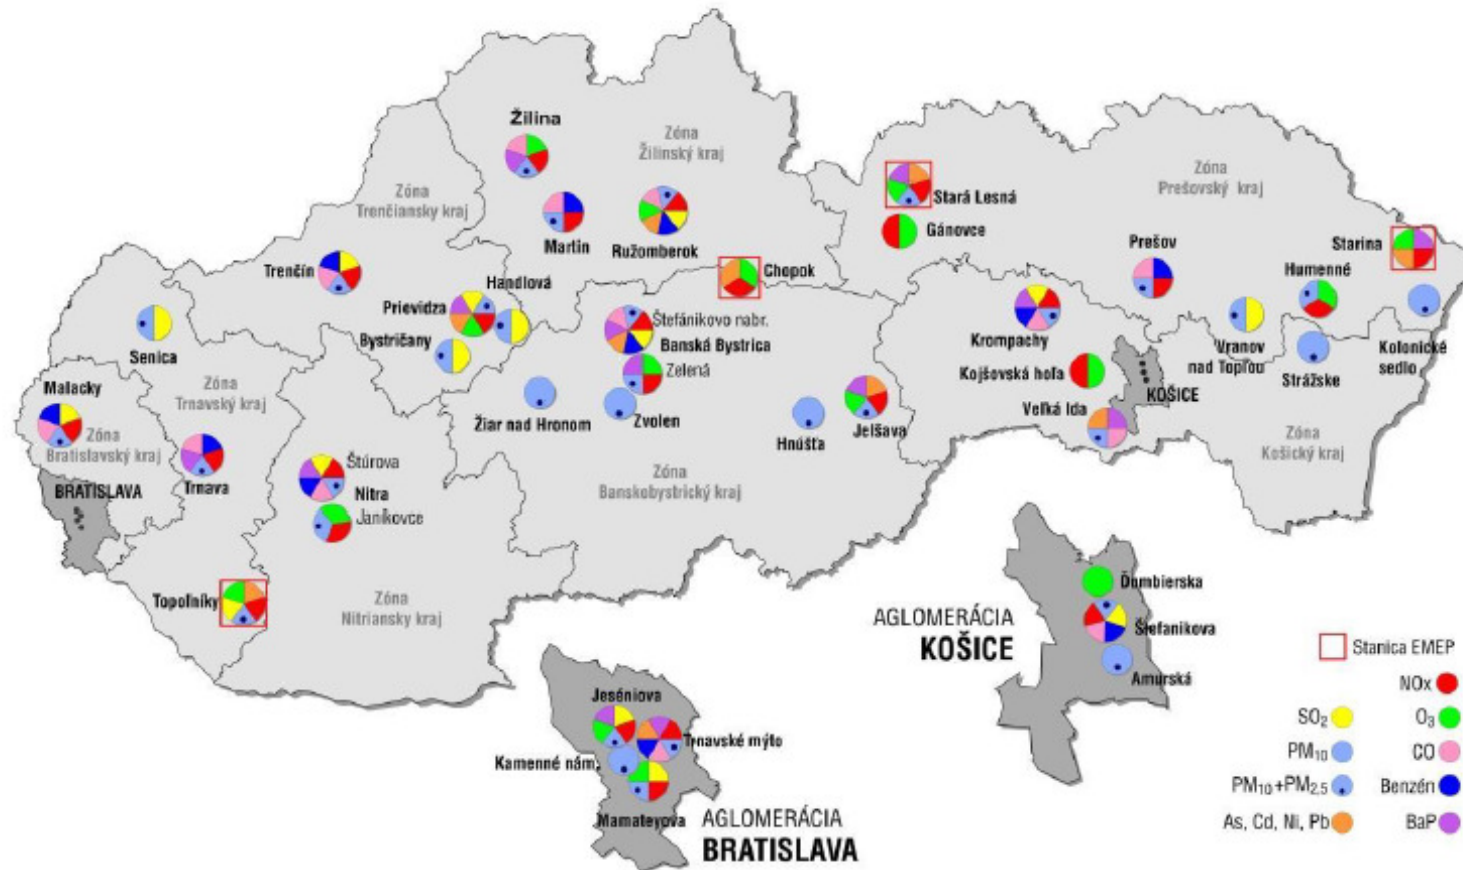 Žilina
Zóna
Žilinský kraj
Zóna
Trenčiansky kraj
Martin
Ružomberok
Stará Lesná
Gánovce
Zóna
Prešovský kraj
Prešov
Starina
Humenné
Trenčín
Handlová
Prievidza
Bystričany
Chopok
Štefánikovo nabr.
Banská Bystrica
Zelená
Krompachy
Vranov
nad Topľou
Strážske
Kolonické
sedlo
Senica
Malacky
Zóna
Trnavský kraj
Zóna
Bratislavský kraj
Trnava
BRATISLAVA
Žiar nad Hronom
Zvolen
Hnúšťa
Jelšava
Kojšovská hoľa
KOŠICE
Veľká Ida
Zóna
Košický kraj
Štúrova
Nitra
Janíkovce
Zóna
Banskobystrický kraj
Topoľníky
Zóna
Nitriansky kraj
Jeséniova
Trnavské mýto
Kamenné nám.
Mamateyova
AGLOMERÁCIA
BRATISLAVA
AGLOMERÁCIA
KOŠICE
Ďumbierska
Štefanikova
Amurská
Stanica EMEP
NOx
SO₂
O₃
PM₁₀
CO
PM₁₀+PM₂,₅
Benzén
As, Cd, Ni, Pb
BaP